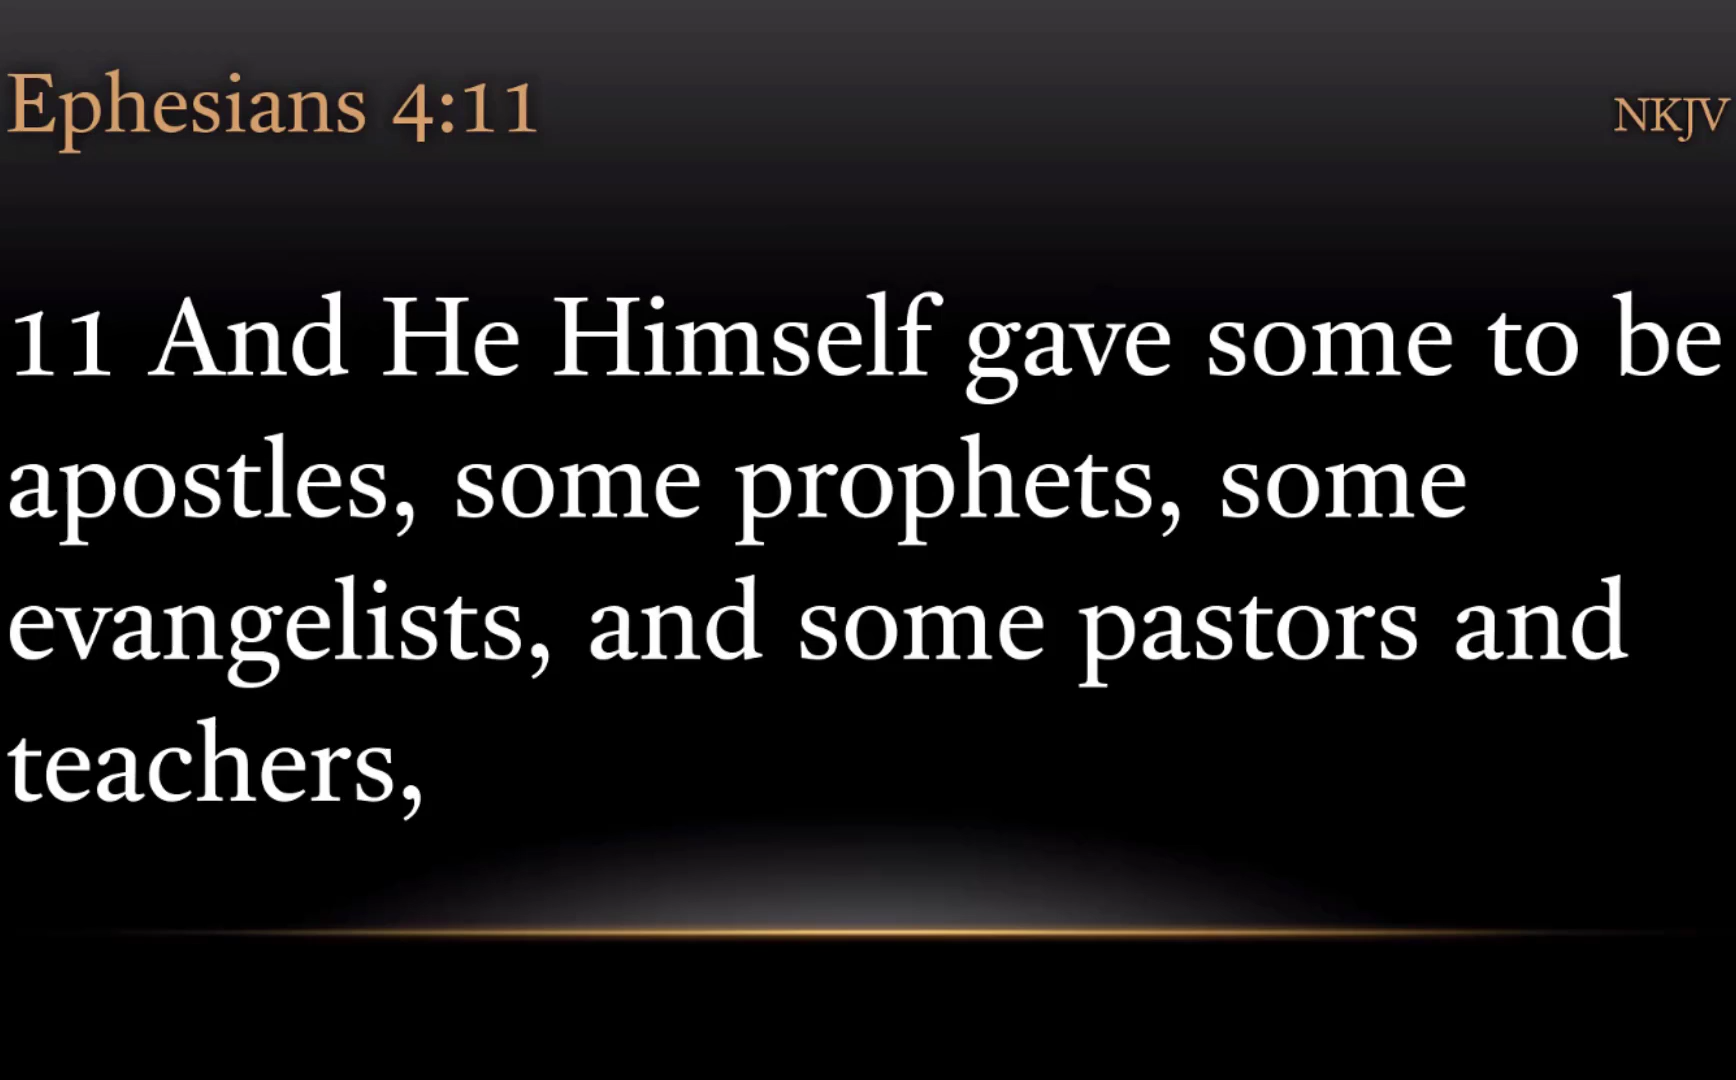 Ephesians 4:11 NKJV
11 And He Himself gave some to be
apostles, some prophets, some
evangelists, and some pastors and
teachers,